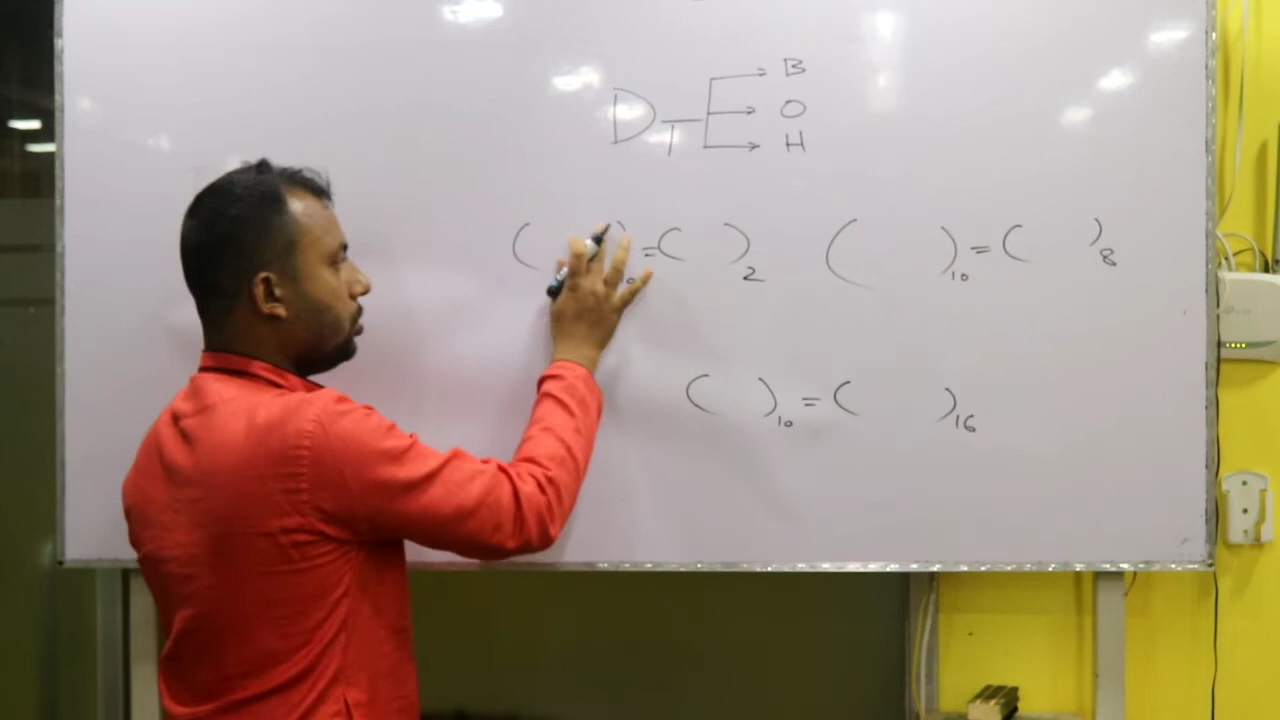 B
D T O
H
( )10 = ( )2 ( )10 = ( )8
( )10 = ( )16